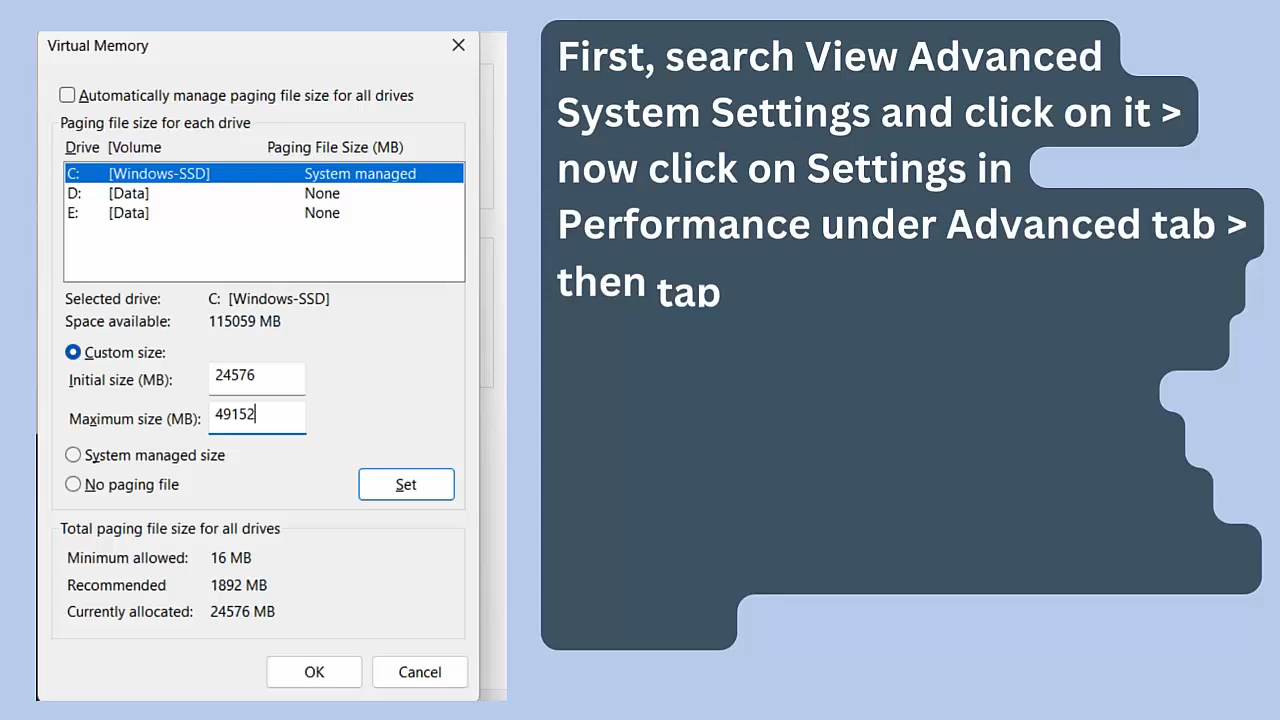 Virtual Memory
Automatically manage paging file size for all drives
Paging file size for each drive
Drive [Volume Paging File Size (MB)
C: [Windows-SSD] System managed
D: [Data] None
E: [Data] None
Selected drive: C: [Windows-SSD]
Space available: 115059 MB
Custom size:
Initial size (MB): 24576
Maximum size (MB): 49152
System managed size
No paging file
Set
Total paging file size for all drives
Minimum allowed: 16 MB
Recommended 1892 MB
Currently allocated: 24576 MB
OK Cancel
First, search View Advanced
System Settings and click on it >
now click on Settings in
Performance under Advanced tab >
then tap